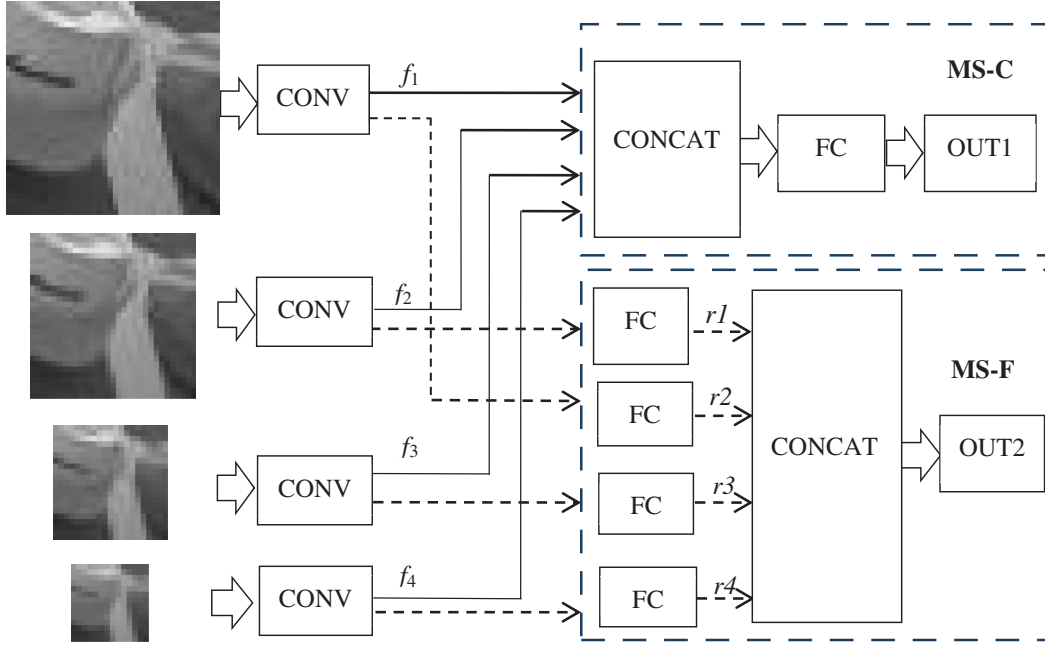 MS-C
CONV
f1
CONCAT
FC
OUT1
CONV
f2
FC
r1
MS-F
FC
r2
CONCAT
OUT2
CONV
f3
FC
r3
CONV
f4
FC
r4